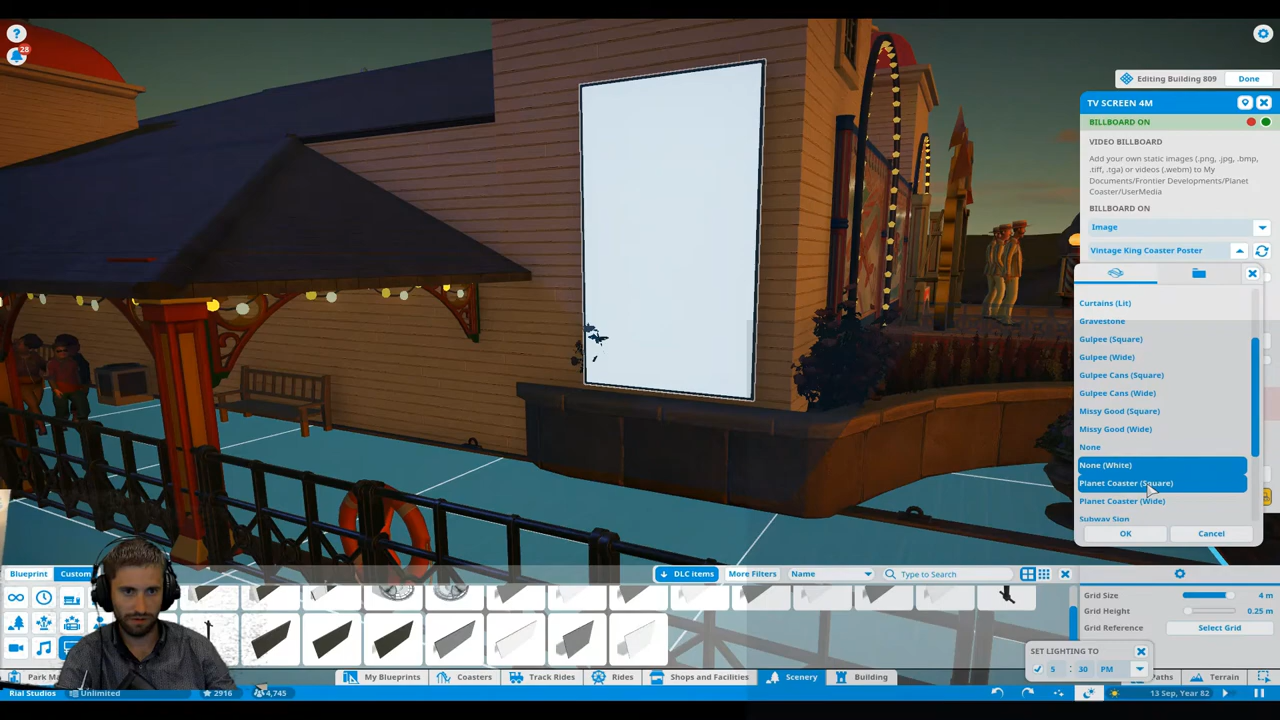 ?
28
Editing Building 809 Done
TV SCREEN 4M
BILLBOARD ON
VIDEO BILLBOARD
Add your own static images (.png, .jpg, .bmp,
.tiff, .tga) or videos (.webm) to My
Documents/Frontier Developments/Planet
Coaster/UserMedia
BILLBOARD ON
Image
Vintage King Coaster Poster
Curtains (Lit)
Gravestone
Gulpee (Square)
Gulpee (Wide)
Gulpee Cans (Square)
Gulpee Cans (Wide)
Missy Good (Square)
Missy Good (Wide)
None
None (White)
Planet Coaster (Square)
Planet Coaster (Wide)
Subway Sign
OK Cancel
Blueprint Custom
DLC items More Filters Name Type to Search
Grid Size 4 m
Grid Height 0.25 m
Grid Reference Select Grid
SET LIGHTING TO
5 : 30 PM
Park Ma
My Blueprints Coasters Track Rides Rides Shops and Facilities Scenery Building Paths Terrain
Rial Studios Unlimited 2916 4,745 13 Sep, Year 82